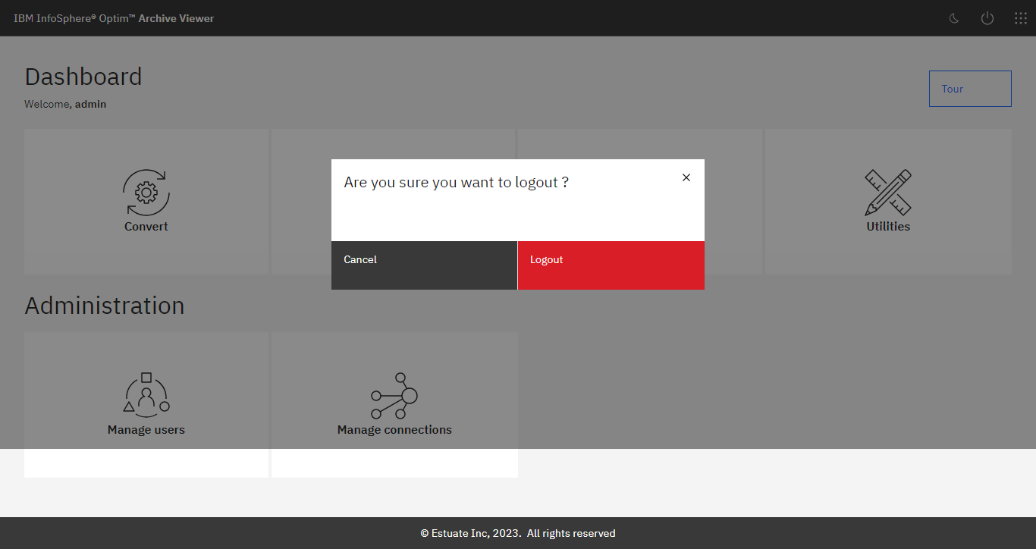 IBM InfoSphere® Optim™ Archive Viewer
Dashboard
Welcome, admin
Tour
Are you sure you want to logout ?
Cancel
Logout
Convert
Utilities
Administration
Manage users
Manage connections
© Estuate Inc, 2023. All rights reserved